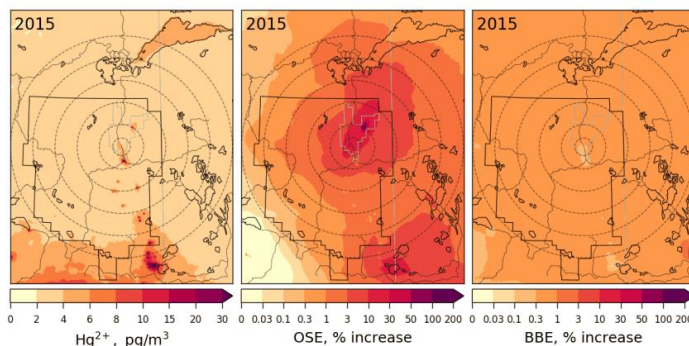 2015 2015 2015
0 2 4 6 8 10 15 20 30 0 0.03 0.1 0.3 1 3 10 30 50 100 200 0 0.03 0.1 0.3 1 3 10 30 50 100 200
Hg²⁺, pg/m³ OSE, % increase BBE, % increase